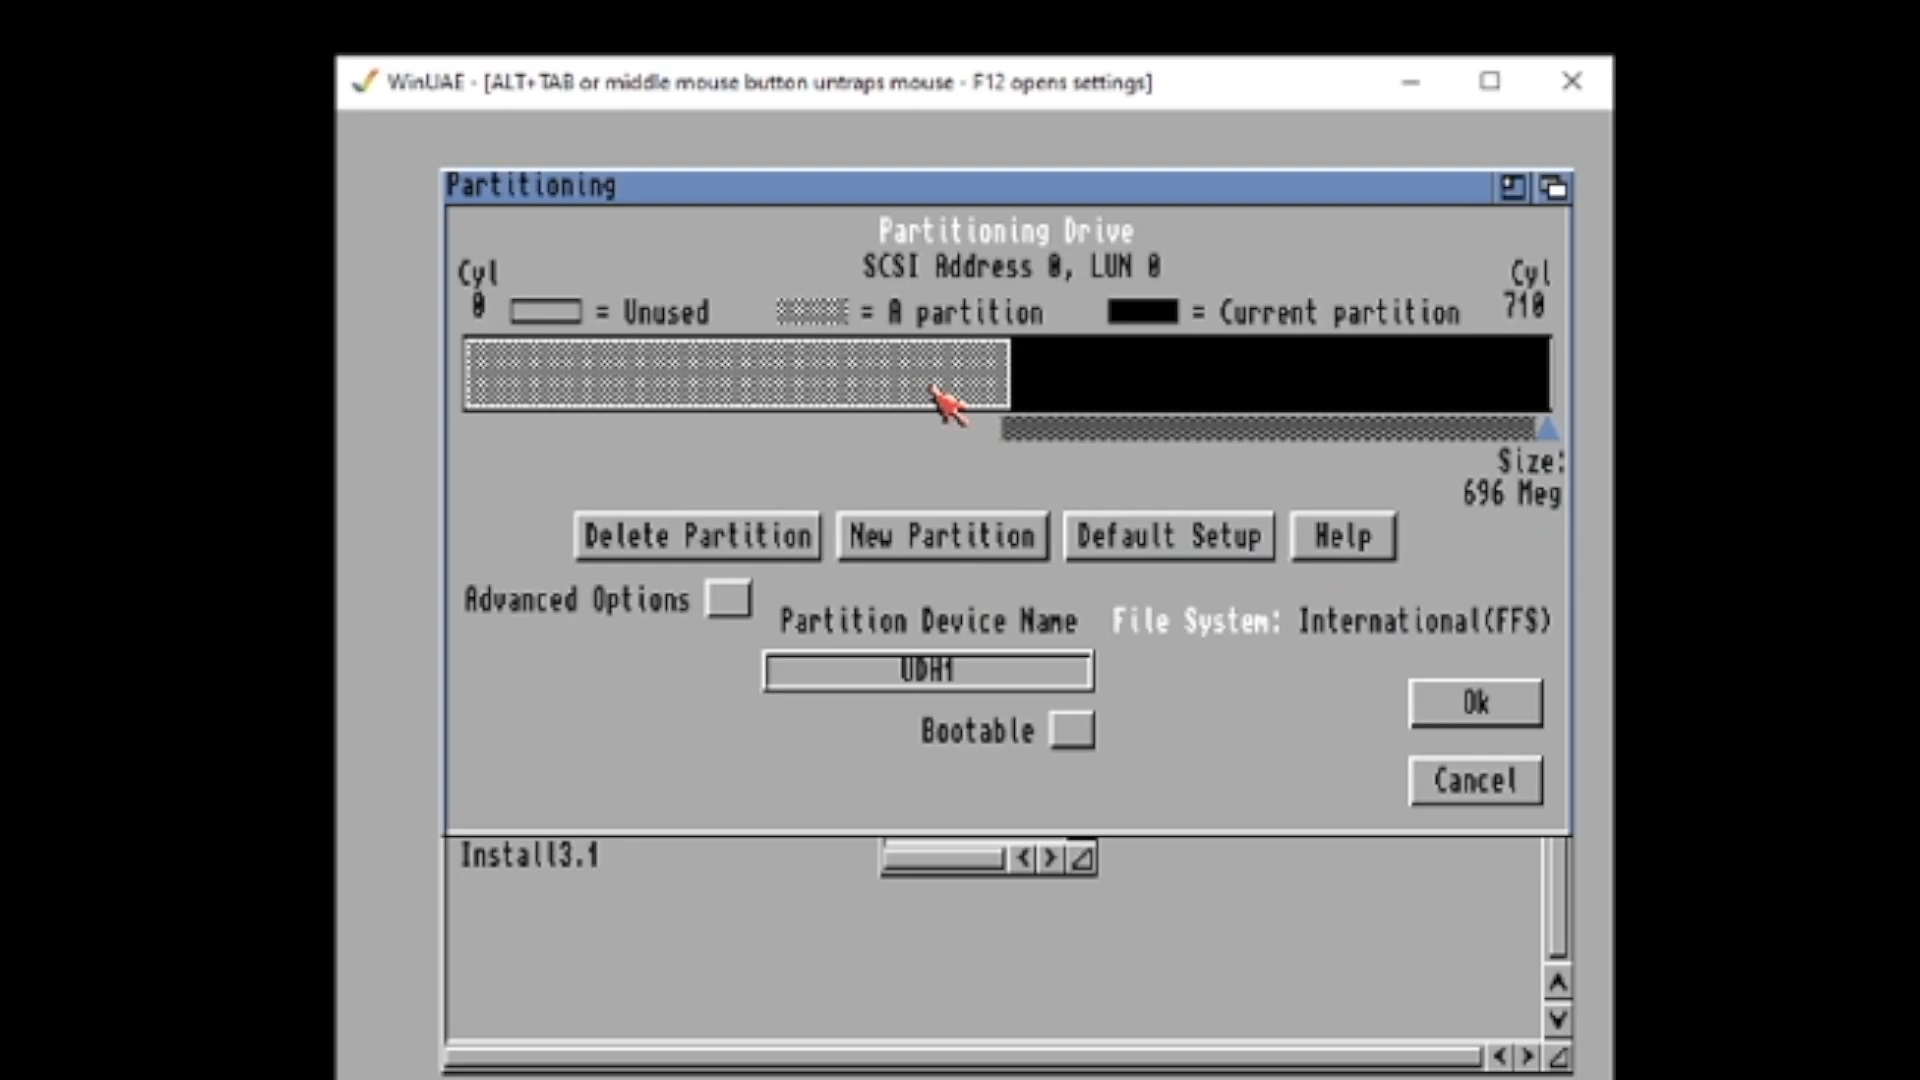 WinUAE - [ALT+TAB or middle mouse button untraps mouse - F12 opens settings]
Partitioning
Partitioning Drive
SCSI Address 0, LUN 0
Cyl
0
Cyl
710
= Unused
= A partition
= Current partition
Size:
696 Meg
Delete Partition
New Partition
Default Setup
Help
Advanced Options
Partition Device Name
File System: International(FFS)
UDH1
Bootable
Ok
Cancel
Install3.1